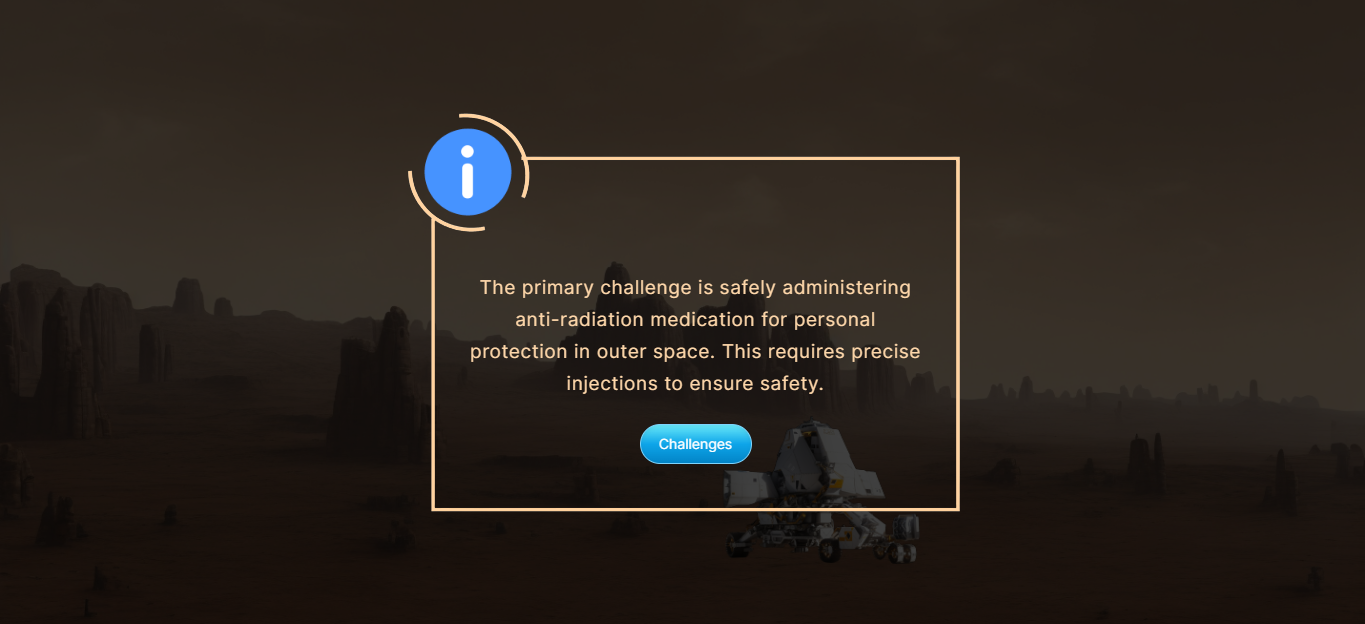 The primary challenge is safely administering
anti-radiation medication for personal
protection in outer space. This requires precise
injections to ensure safety.
Challenges